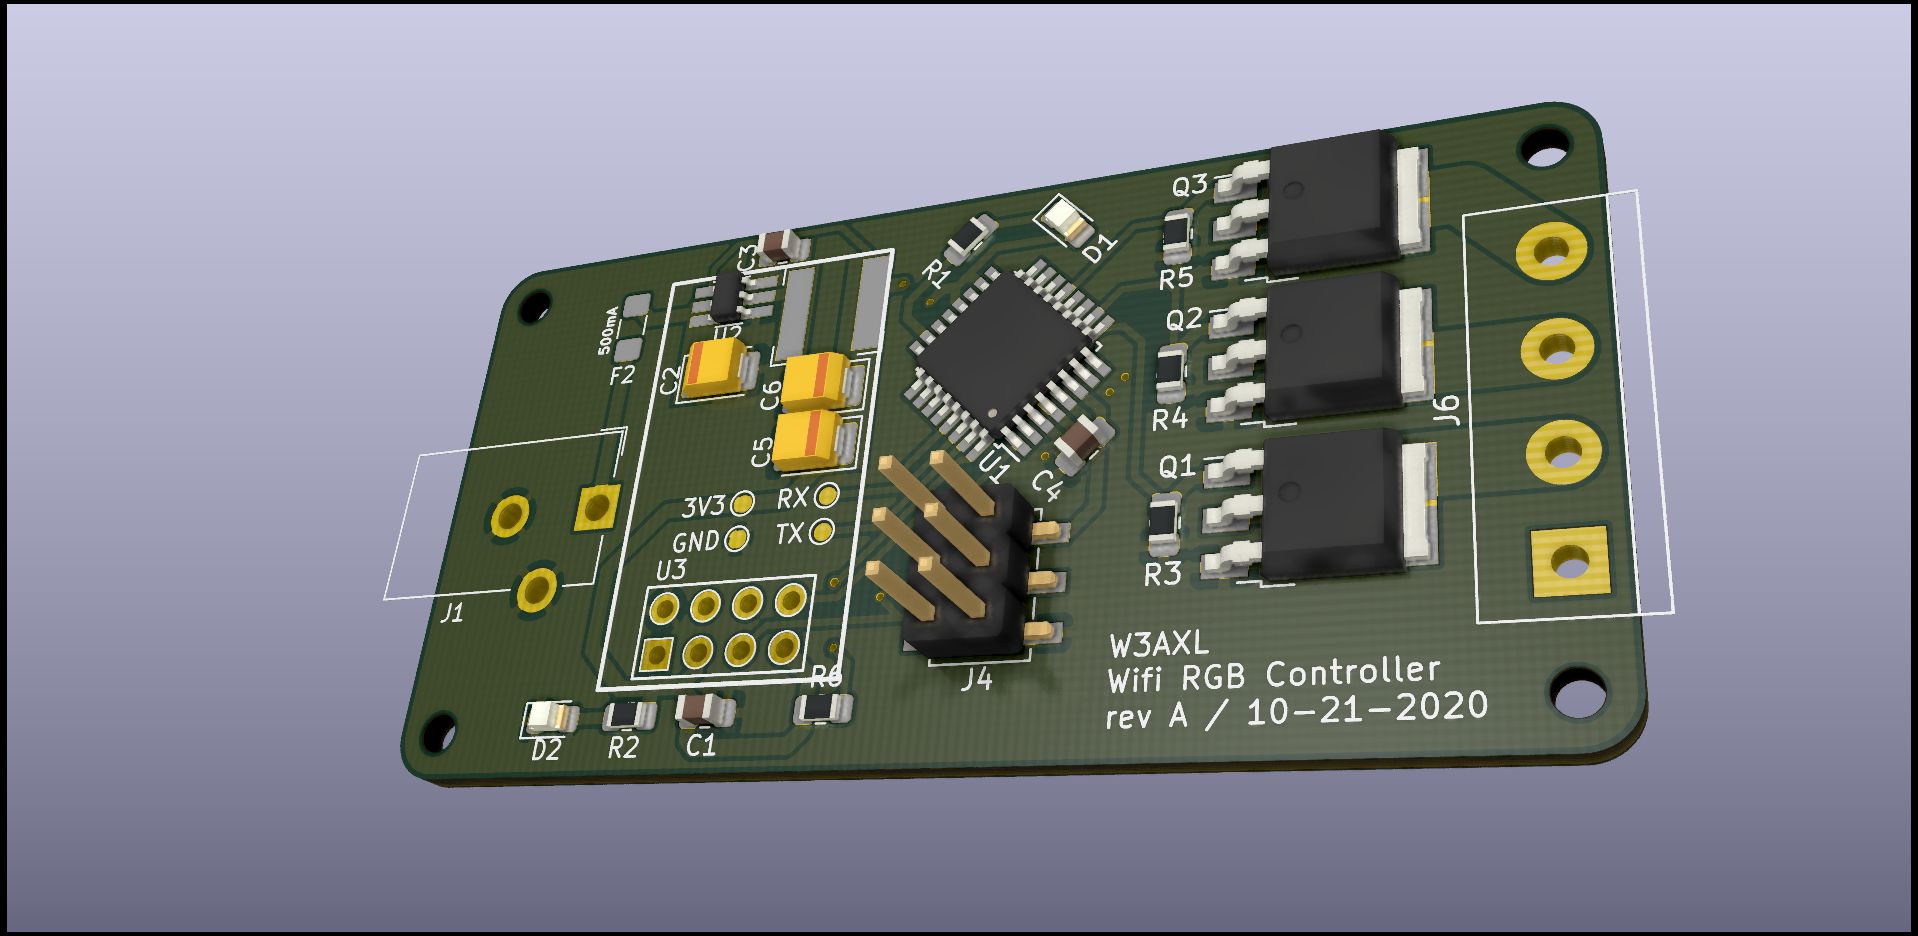 Q3
D1
C3
R1
R5
500mA
U2
Q2
F2
C2
C6
R4
J6
C5
U1
C4
Q1
3V3
RX
GND
TX
U3
R3
J1
W3AXL
Wifi RGB Controller
rev A / 10-21-2020
R6
J4
D2
R2
C1